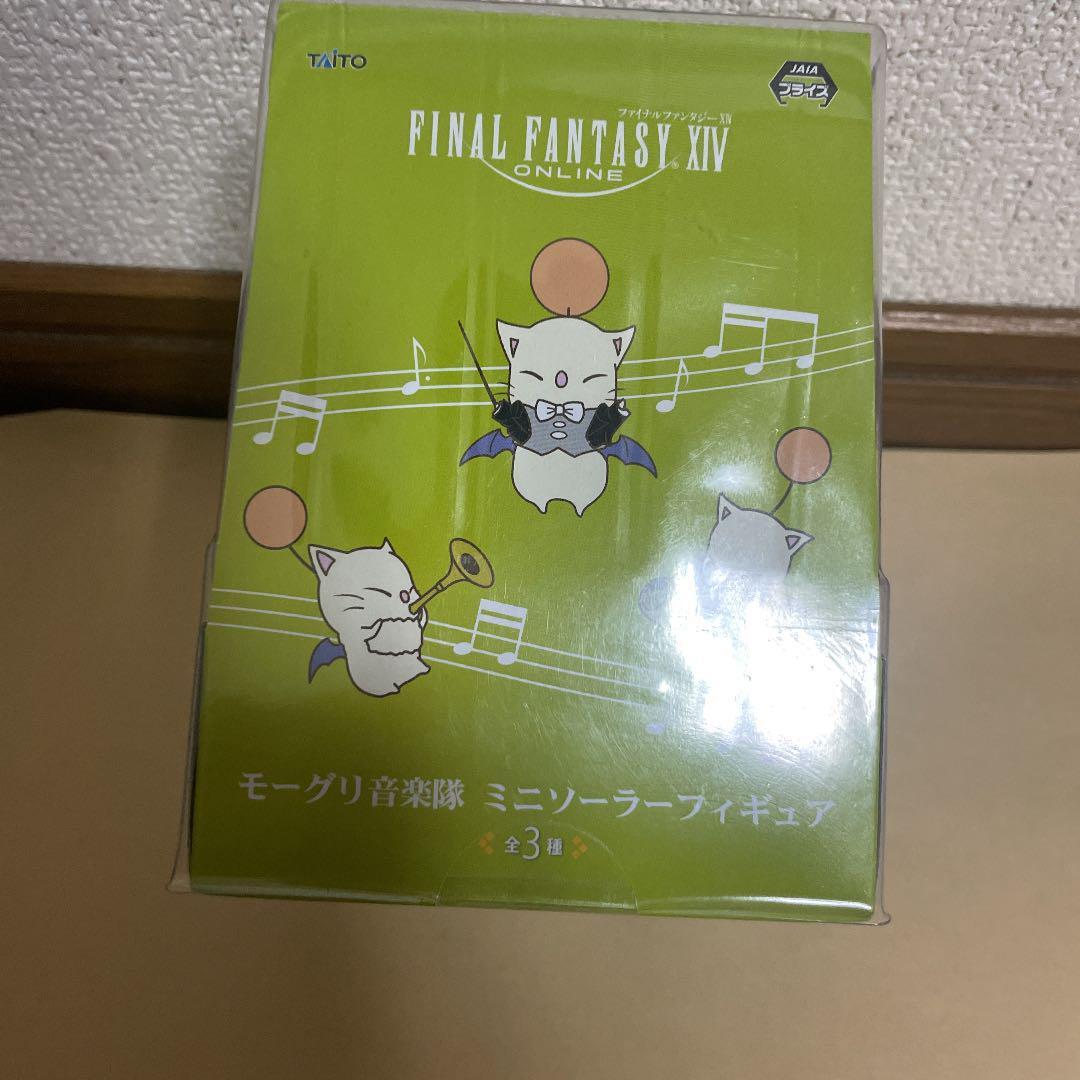 TAITO
JAIA
プライズ
ファイナルファンタジーXIV
FINAL FANTASY XIV
ONLINE
モーグリ音楽隊 ミニソーラーフィギュア
全3種